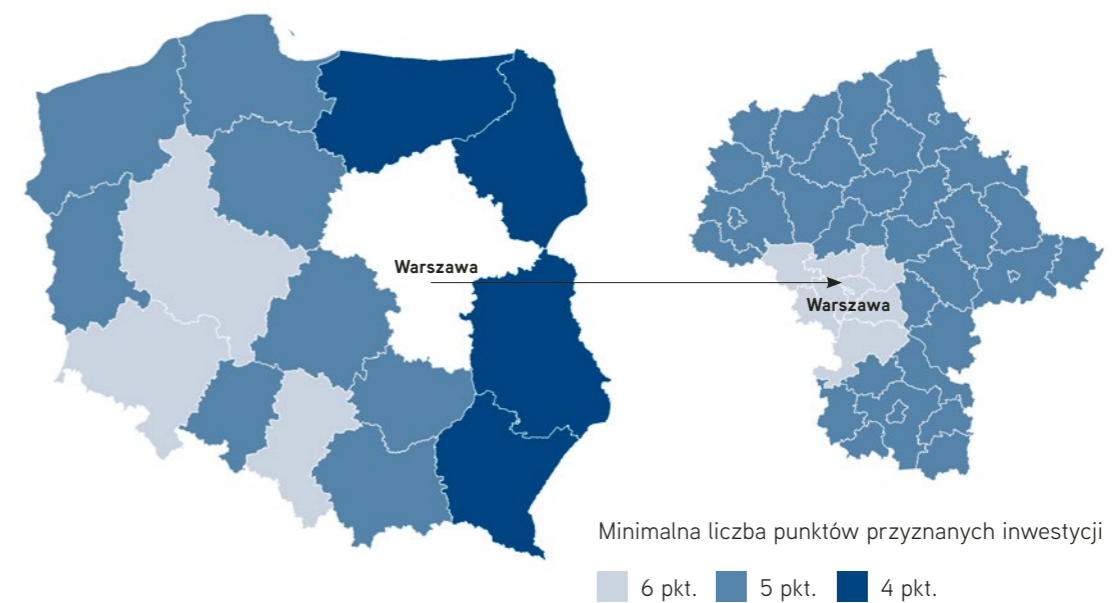 Warszawa
Warszawa
Minimalna liczba punktów przyznanych inwestycji
6 pkt. 5 pkt. 4 pkt.